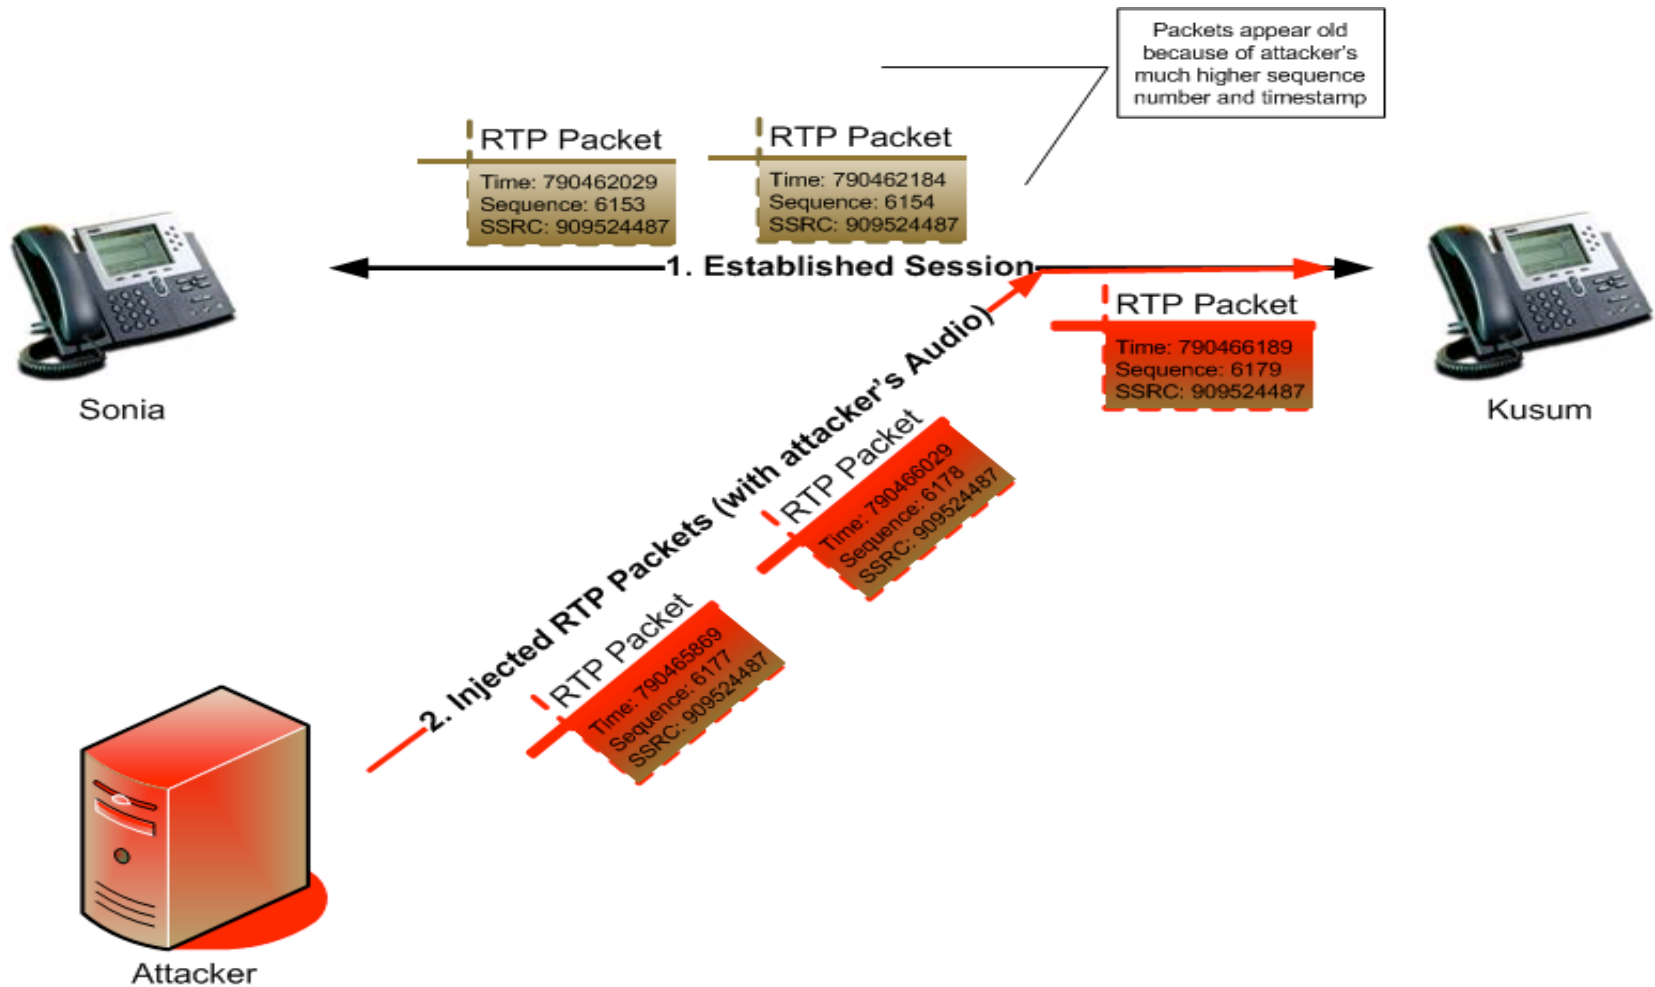 Packets appear old
because of attacker's
much higher sequence
number and timestamp
RTP Packet
Time: 790462029
Sequence: 6153
SSRC: 909524487
RTP Packet
Time: 790462184
Sequence: 6154
SSRC: 909524487
1. Established Session
RTP Packet
Time: 790466189
Sequence: 6179
SSRC: 909524487
Sonia
Kusum
2. Injected RTP Packets (with attacker's Audio)
RTP Packet
Time: 790466029
Sequence: 6178
SSRC: 909524487
RTP Packet
Time: 790465869
Sequence: 6177
SSRC: 909524487
Attacker